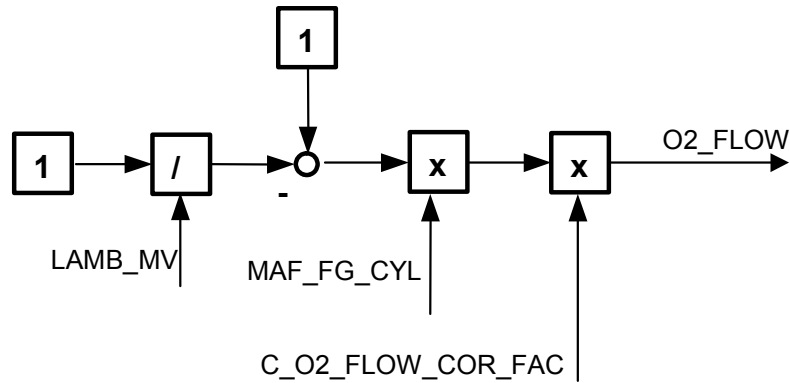 1
1
/
-
x
x
O2_FLOW
LAMB_MV
MAF_FG_CYL
C_O2_FLOW_COR_FAC